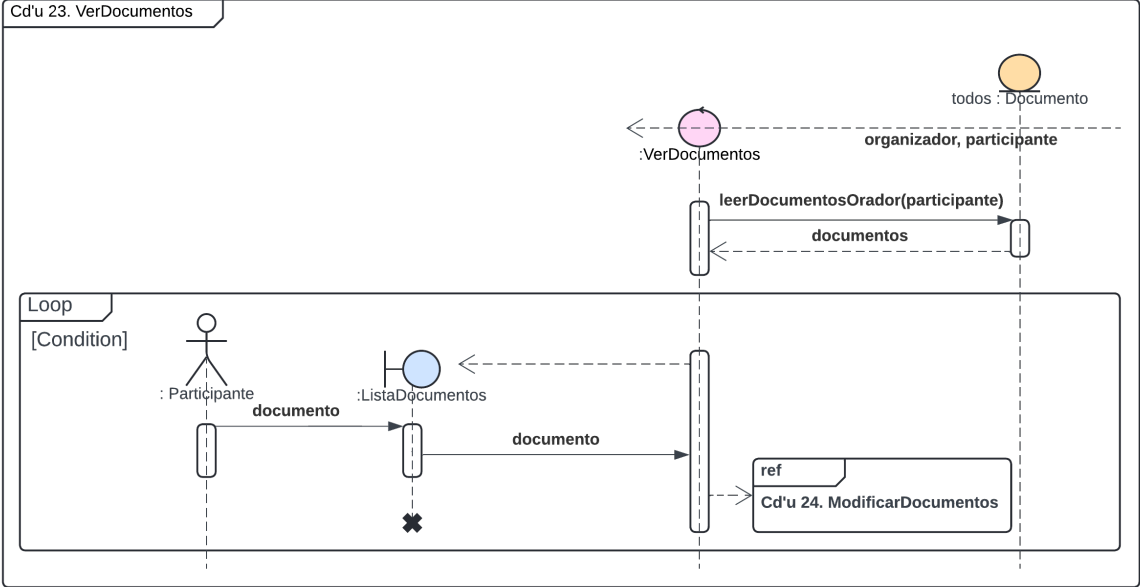 Cd'u 23. VerDocumentos
todos : Documento
organizador, participante
:VerDocumentos
leerDocumentosOrador(participante)
documentos
Loop
[Condition]
: Participante
:ListaDocumentos
documento
documento
ref
Cd'u 24. ModificarDocumentos